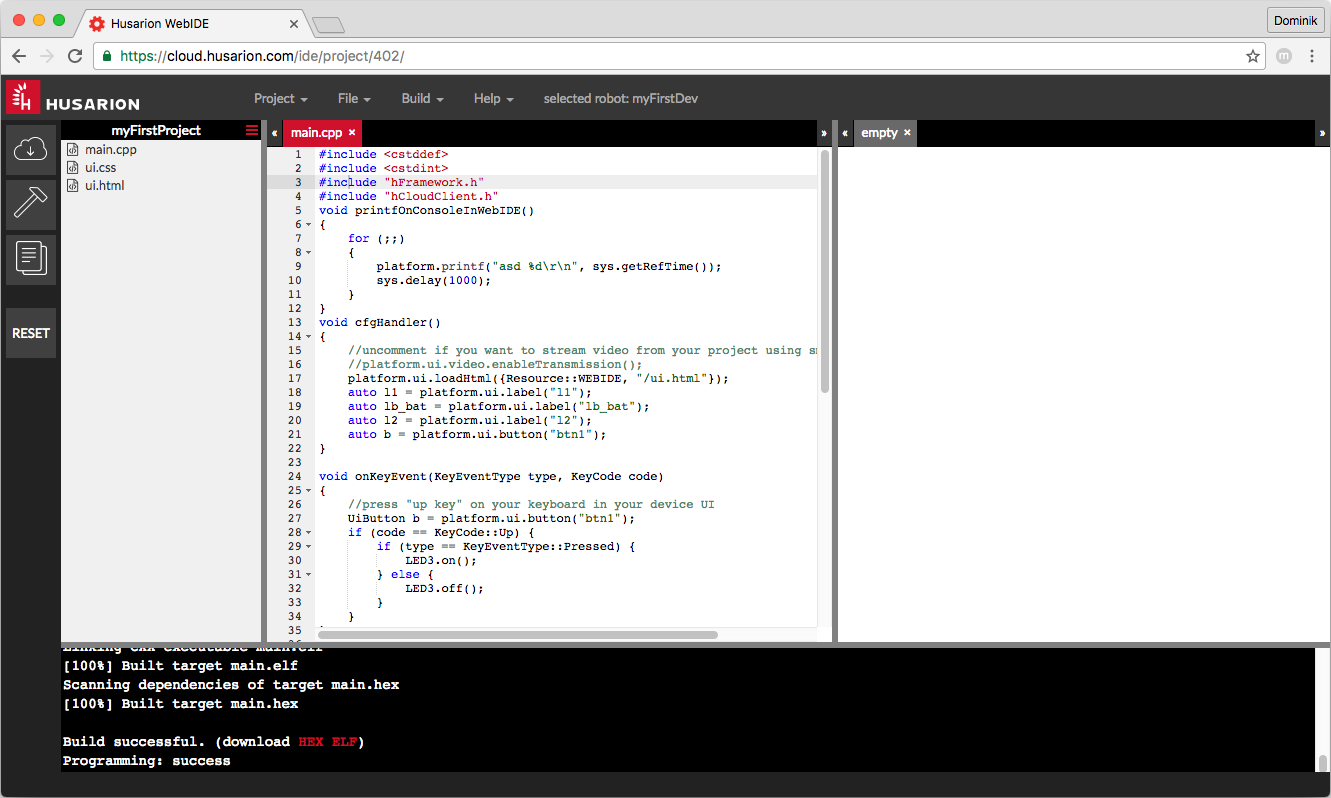 Husarion WebIDE
Dominik
https://cloud.husarion.com/ide/project/402/
m
HUSARION
Project File Build Help selected robot: myFirstDev
myFirstProject
main.cpp
ui.css
ui.html
RESET
« main.cpp × »
« empty × »
1 #include <cstddef>
2 #include <cstdint>
3 #include "hFramework.h"
4 #include "hCloudClient.h"
5 void printfOnConsoleInWebIDE()
6 {
7 for (;;)
8 {
9 platform.printf("asd %d\r\n", sys.getRefTime());
10 sys.delay(1000);
11 }
12 }
13 void cfgHandler()
14 {
15 //uncomment if you want to stream video from your project using
16 //platform.ui.video.enableTransmission();
17 platform.ui.loadHtml({Resource::WEBIDE, "/ui.html"});
18 auto l1 = platform.ui.label("l1");
19 auto lb_bat = platform.ui.label("lb_bat");
20 auto l2 = platform.ui.label("l2");
21 auto b = platform.ui.button("btn1");
22 }
23
24 void onKeyEvent(KeyEventType type, KeyCode code)
25 {
26 //press "up key" on your keyboard in your device UI
27 UiButton b = platform.ui.button("btn1");
28 if (code == KeyCode::Up) {
29 if (type == KeyEventType::Pressed) {
30 LED3.on();
31 } else {
32 LED3.off();
33 }
34 }
35
Linking CXX executable main.elf
[100%] Built target main.elf
Scanning dependencies of target main.hex
[100%] Built target main.hex
Build successful. (download HEX ELF)
Programming: success